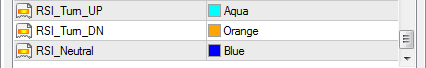 RSI_Turn_UP Aqua
RSI_Turn_DN Orange
RSI_Neutral Blue